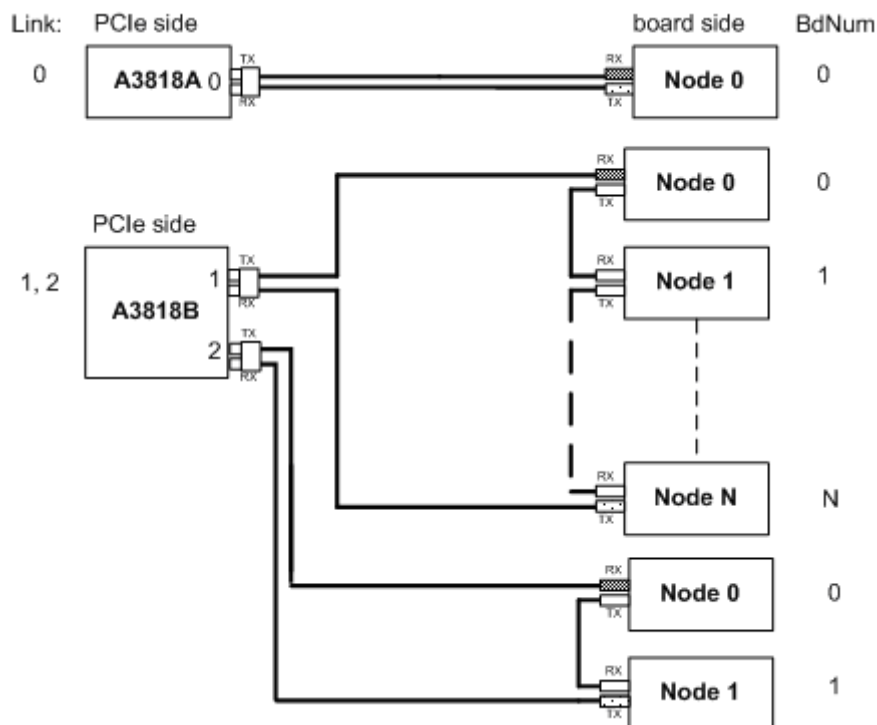 Link: PCIe side board side BdNum
TX RX
0 A3818A 0 Node 0 0
RX TX
RX
Node 0 0
TX
PCIe side
TX RX
1, 2 1 Node 1 1
RX TX
A3818B
TX
2
RX
RX
Node N N
TX
RX
Node 0 0
TX
RX
Node 1 1
TX